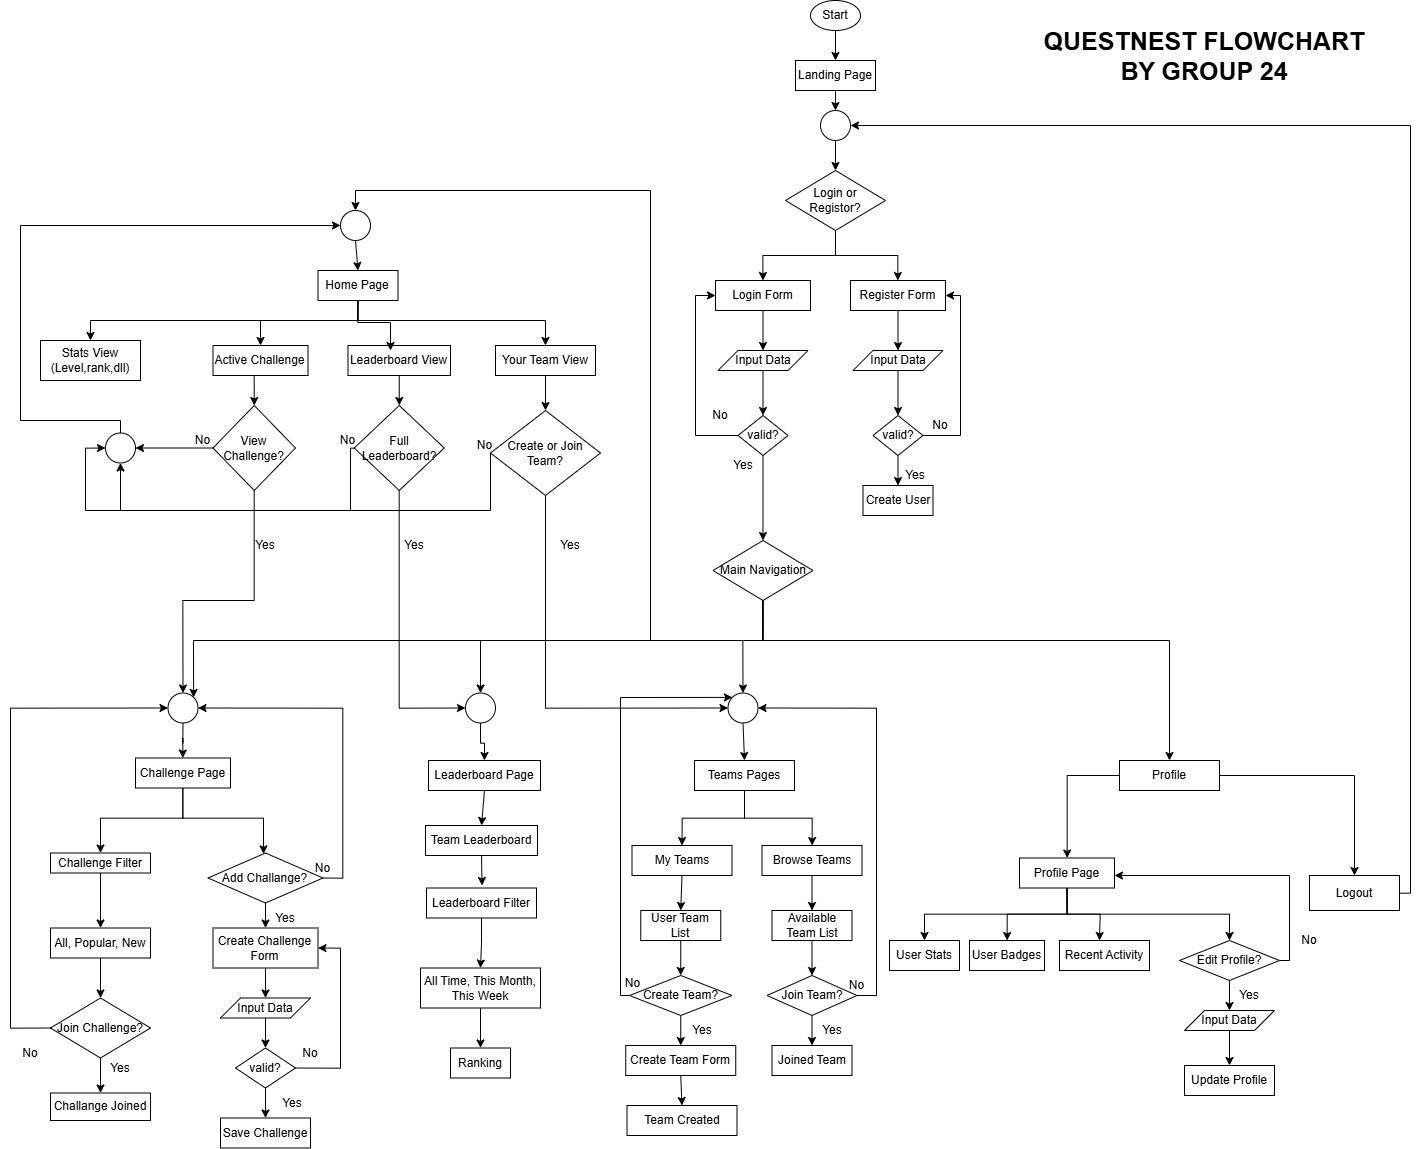 Start
QUESTNEST FLOWCHART
BY GROUP 24
Landing Page
Login or
Registor?
Home Page
Login Form
Register Form
Stats View
(Level,rank,dll)
Active Challenge
Leaderboard View
Your Team View
Input Data
Input Data
No
View
Challenge?
No
Full
Leaderboard?
No
Create or Join
Team?
No
valid?
Yes
valid?
No
Yes
Create User
Yes
Yes
Yes
Main Navigation
Challenge Page
Leaderboard Page
Teams Pages
Profile
Challenge Filter
Add Challange?
No
Team Leaderboard
My Teams
Browse Teams
Profile Page
Logout
Yes
Leaderboard Filter
User Team
List
Available
Team List
All, Popular, New
Create Challenge
Form
User Stats
User Badges
Recent Activity
Edit Profile?
No
All Time, This Month,
This Week
No
Create Team?
Join Team?
No
Yes
Input Data
Input Data
Join Challenge?
No
Yes
valid?
No
Yes
Yes
Create Team Form
Joined Team
Ranking
Update Profile
Challange Joined
Yes
Save Challenge
Team Created